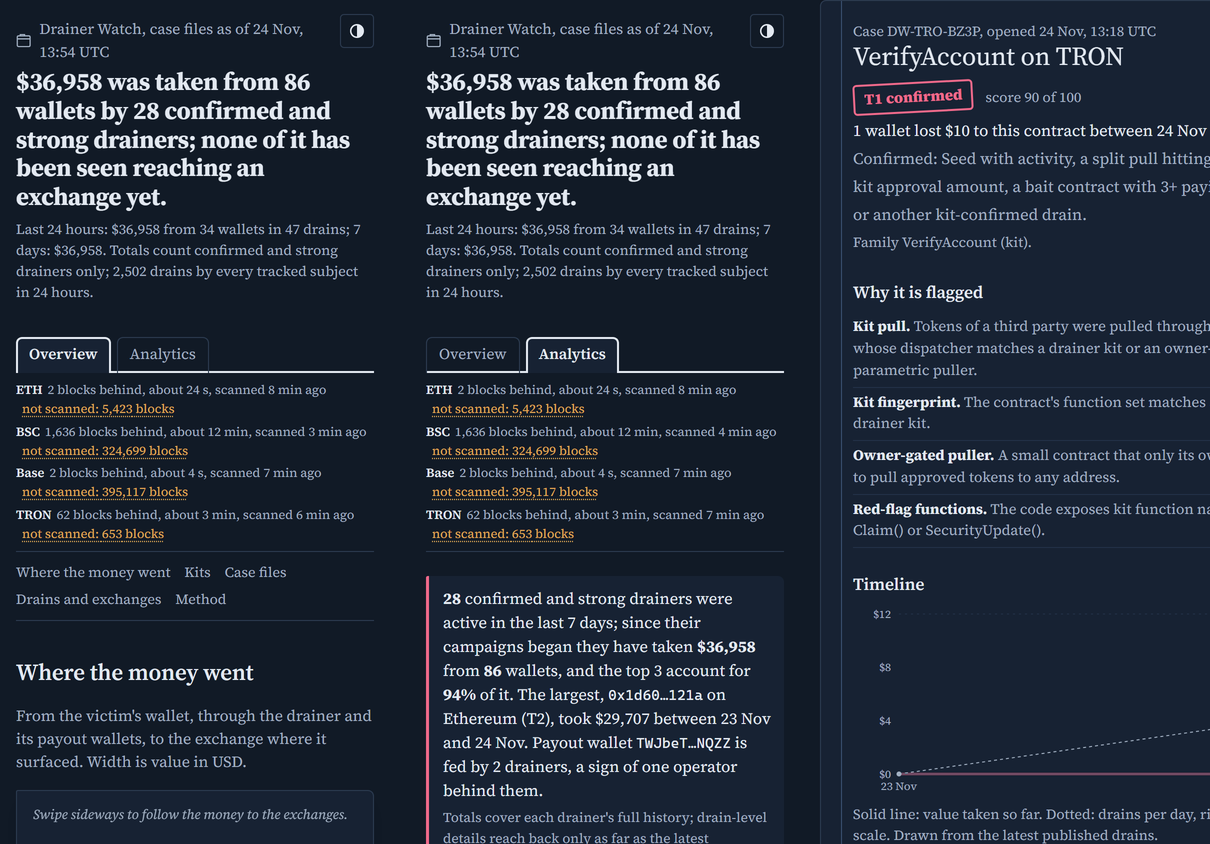 Drainer Watch, case files as of 24 Nov,
13:54 UTC
$36,958 was taken from 86
wallets by 28 confirmed and
strong drainers; none of it has
been seen reaching an
exchange yet.
Last 24 hours: $36,958 from 34 wallets in 47 drains; 7
days: $36,958. Totals count confirmed and strong
drainers only; 2,502 drains by every tracked subject
in 24 hours.
Overview
Analytics
ETH 2 blocks behind, about 24 s, scanned 8 min ago
not scanned: 5,423 blocks
BSC 1,636 blocks behind, about 12 min, scanned 3 min ago
not scanned: 324,699 blocks
Base 2 blocks behind, about 4 s, scanned 7 min ago
not scanned: 395,117 blocks
TRON 62 blocks behind, about 3 min, scanned 6 min ago
not scanned: 653 blocks
Where the money went Kits Case files
Drains and exchanges Method
Where the money went
From the victim's wallet, through the drainer and
its payout wallets, to the exchange where it
surfaced. Width is value in USD.
Swipe sideways to follow the money to the exchanges.
Drainer Watch, case files as of 24 Nov,
13:54 UTC
$36,958 was taken from 86
wallets by 28 confirmed and
strong drainers; none of it has
been seen reaching an
exchange yet.
Last 24 hours: $36,958 from 34 wallets in 47 drains; 7
days: $36,958. Totals count confirmed and strong
drainers only; 2,502 drains by every tracked subject
in 24 hours.
Overview
Analytics
ETH 2 blocks behind, about 24 s, scanned 8 min ago
not scanned: 5,423 blocks
BSC 1,636 blocks behind, about 12 min, scanned 4 min ago
not scanned: 324,699 blocks
Base 2 blocks behind, about 4 s, scanned 7 min ago
not scanned: 395,117 blocks
TRON 62 blocks behind, about 3 min, scanned 7 min ago
not scanned: 653 blocks
28 confirmed and strong drainers were
active in the last 7 days; since their
campaigns began they have taken $36,958
from 86 wallets, and the top 3 account for
94% of it. The largest, 0x1d60…121a on
Ethereum (T2), took $29,707 between 23 Nov
and 24 Nov. Payout wallet TWJbeT…NQZZ is
fed by 2 drainers, a sign of one operator
behind them.
Totals cover each drainer's full history; drain-level
details reach back only as far as the latest
Case DW-TRO-BZ3P, opened 24 Nov, 13:18 UTC
VerifyAccount on TRON
T1 confirmed
score 90 of 100
1 wallet lost $10 to this contract between 24 Nov
Confirmed: Seed with activity, a split pull hitting
kit approval amount, a bait contract with 3+ payi
or another kit-confirmed drain.
Family VerifyAccount (kit).
Why it is flagged
Kit pull. Tokens of a third party were pulled through
whose dispatcher matches a drainer kit or an owner-
parametric puller.
Kit fingerprint. The contract's function set matches
drainer kit.
Owner-gated puller. A small contract that only its ow
to pull approved tokens to any address.
Red-flag functions. The code exposes kit function na
Claim() or SecurityUpdate().
Timeline
$12
$8
$4
$0
23 Nov
Solid line: value taken so far. Dotted: drains per day, ri
scale. Drawn from the latest published drains.